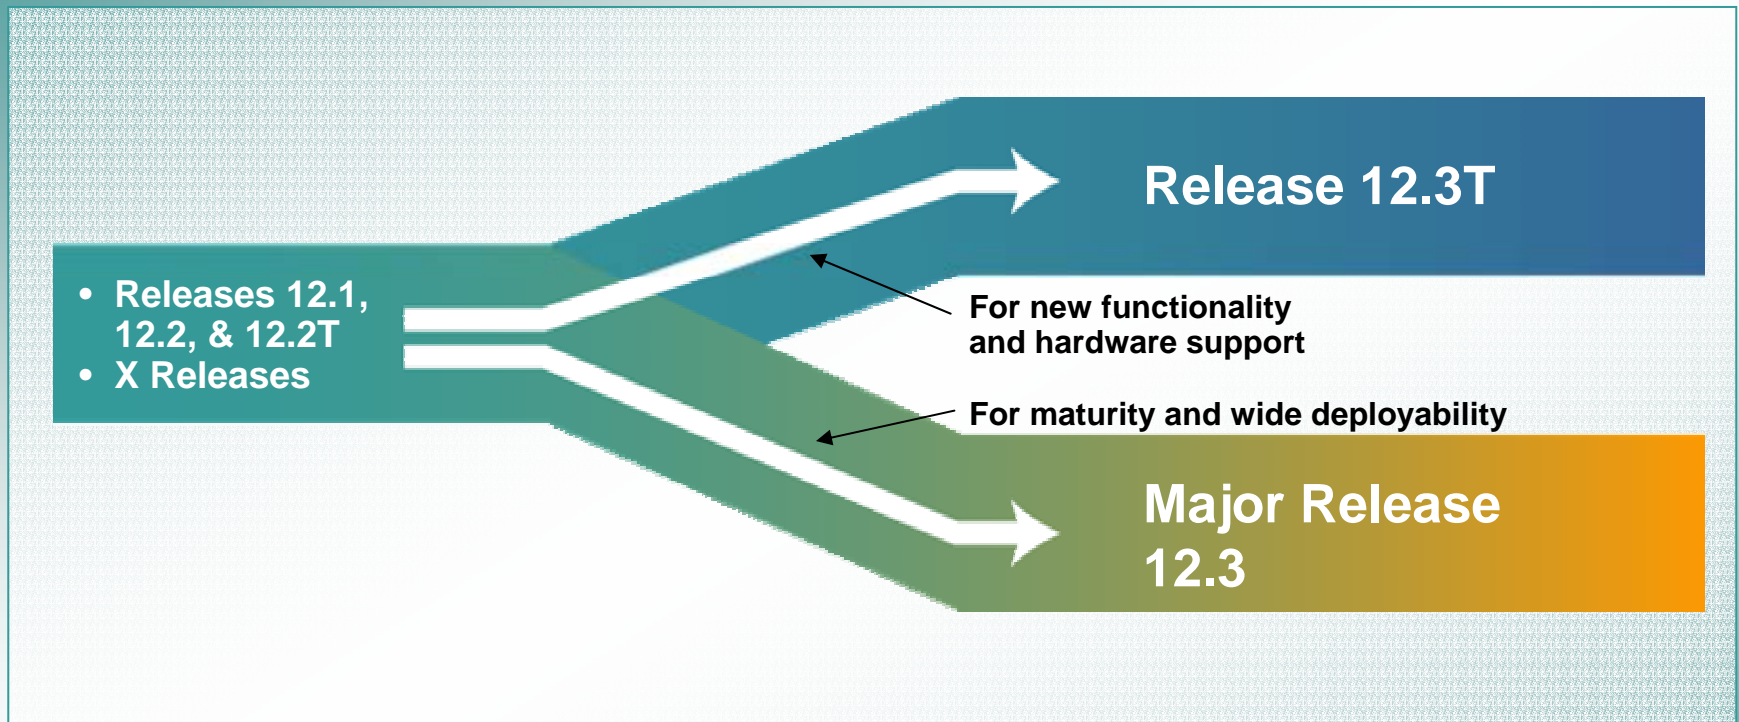 Release 12.3T
• Releases 12.1,
12.2, & 12.2T
• X Releases
For new functionality
and hardware support
For maturity and wide deployability
Major Release
12.3